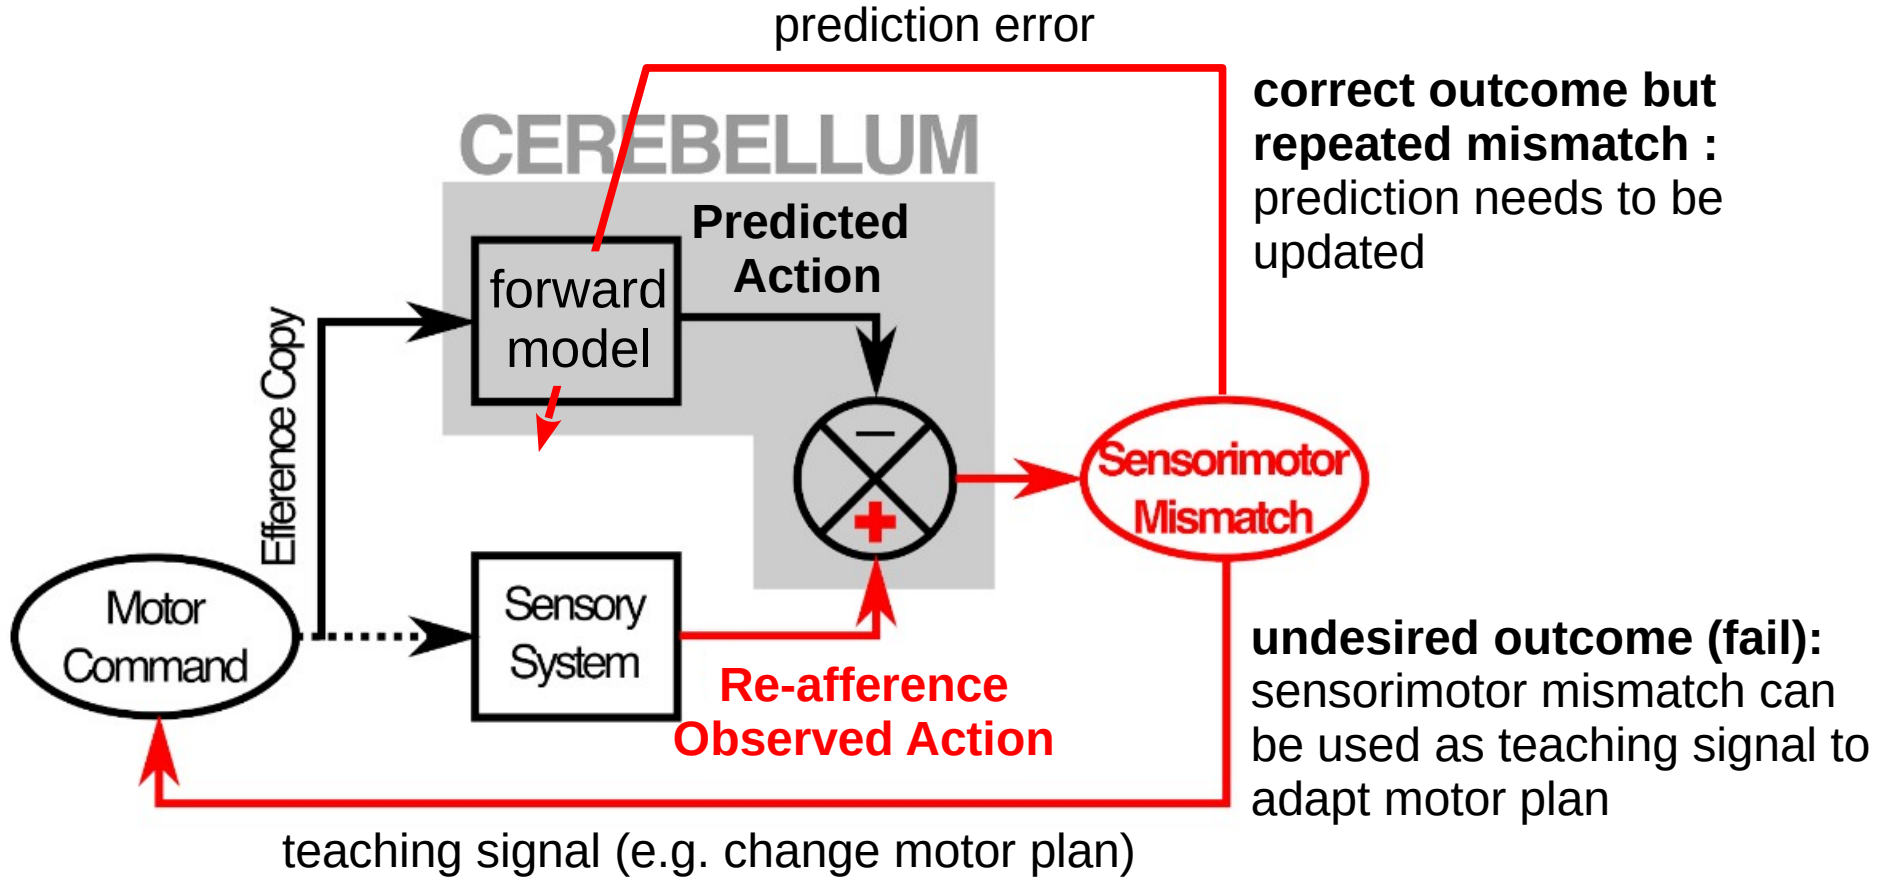 prediction error
correct outcome but
repeated mismatch :
prediction needs to be
updated
CEREBELLUM
Predicted
Action
forward
model
Efference Copy
−
+
Sensorimotor
Mismatch
Motor
Command
Sensory
System
Re-afference
Observed Action
undesired outcome (fail):
sensorimotor mismatch can
be used as teaching signal to
adapt motor plan
teaching signal (e.g. change motor plan)